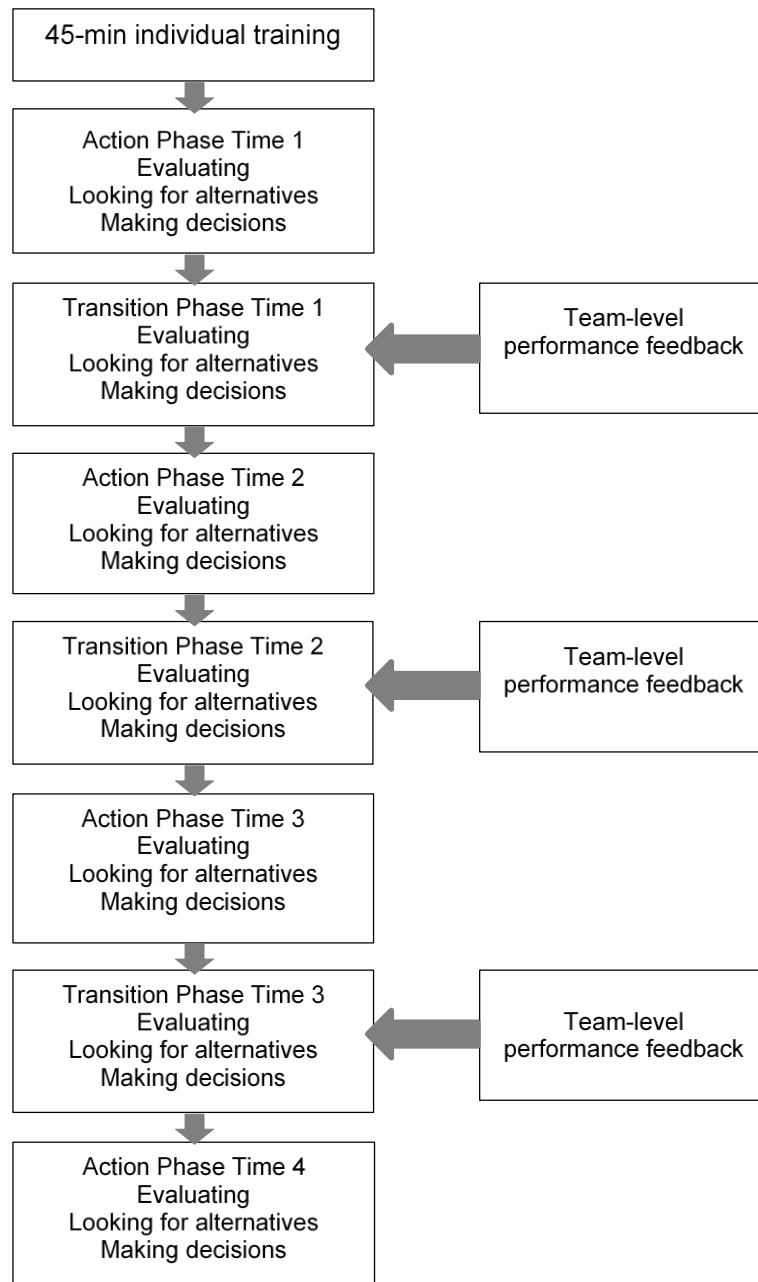 45-min individual training
Action Phase Time 1
Evaluating
Looking for alternatives
Making decisions
Transition Phase Time 1
Evaluating
Looking for alternatives
Making decisions
Team-level
performance feedback
Action Phase Time 2
Evaluating
Looking for alternatives
Making decisions
Transition Phase Time 2
Evaluating
Looking for alternatives
Making decisions
Team-level
performance feedback
Action Phase Time 3
Evaluating
Looking for alternatives
Making decisions
Transition Phase Time 3
Evaluating
Looking for alternatives
Making decisions
Team-level
performance feedback
Action Phase Time 4
Evaluating
Looking for alternatives
Making decisions